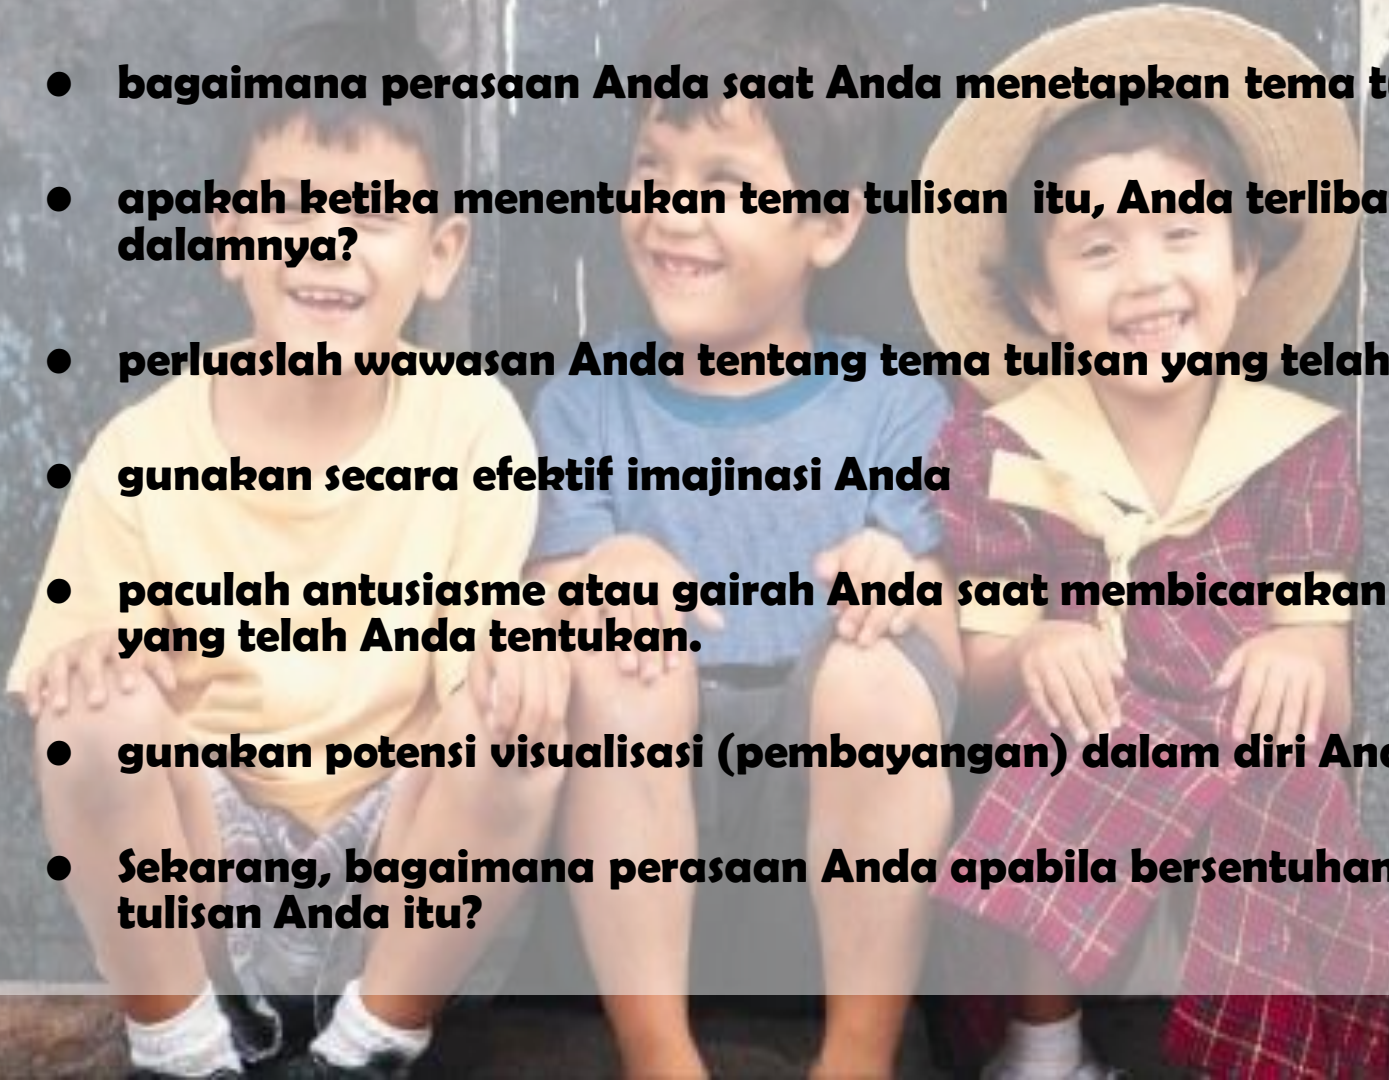 • bagaimana perasaan Anda saat Anda menetapkan tema
• apakah ketika menentukan tema tulisan itu, Anda
dalamnya?
• perluaslah wawasan Anda tentang tema tulisan yang telah
• gunakan secara efektif imajinasi Anda
• paculah antusiasme atau gairah Anda saat membicarakan
yang telah Anda tentukan.
• gunakan potensi visualisasi (pembayangan) dalam diri
• Sekarang, bagaimana perasaan Anda apabila bersentuhan
tulisan Anda itu?